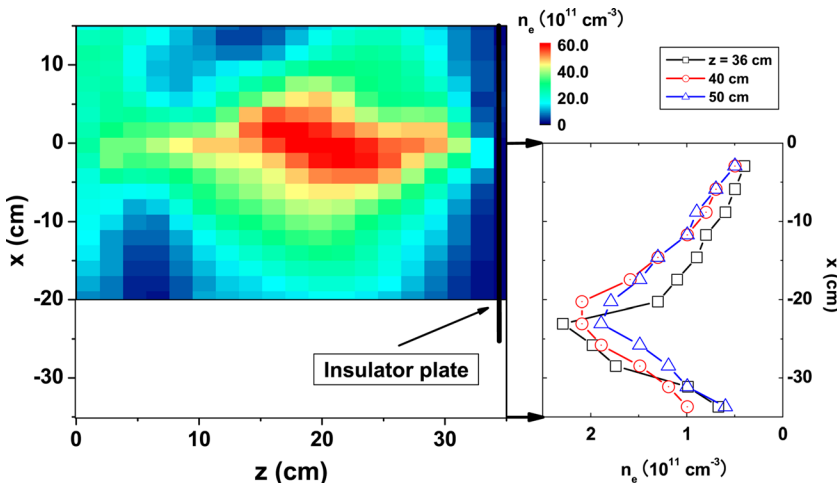 n_e (10^11 cm^-3)
60.0
40.0
20.0
0
z = 36 cm
40 cm
50 cm
10
0
-10
-20
-30
x (cm)
0
10
20
30
z (cm)
Insulator plate
0
-10
-20
-30
x (cm)
2
1
0
n_e (10^11 cm^-3)